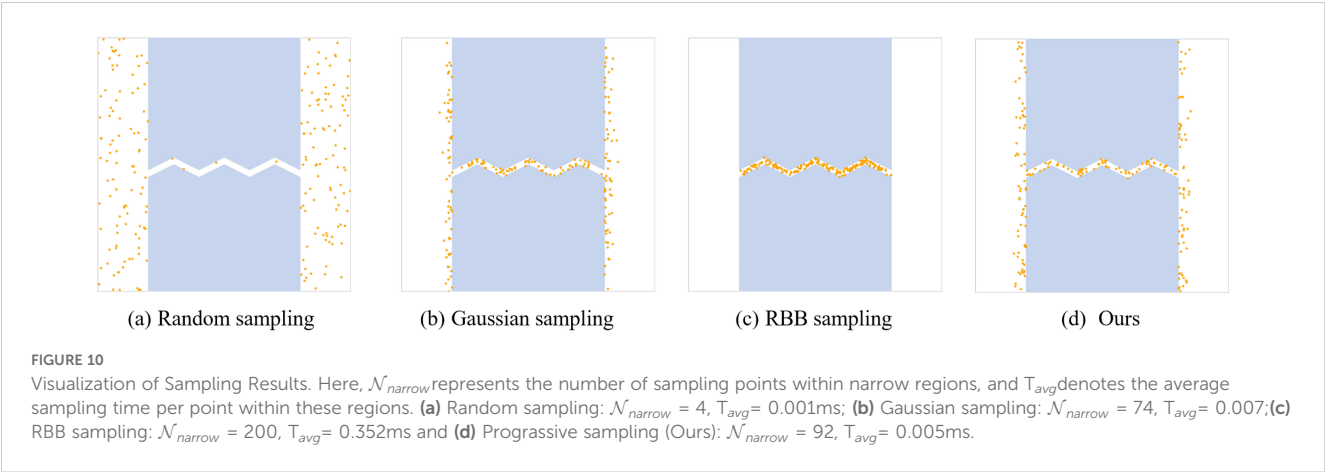 (a) Random sampling (b) Gaussian sampling (c) RBB sampling (d) Ours
FIGURE 10
Visualization of Sampling Results. Here, 𝒩narrow represents the number of sampling points within narrow regions, and Tavg denotes the average
sampling time per point within these regions. (a) Random sampling: 𝒩narrow = 4, Tavg= 0.001ms; (b) Gaussian sampling: 𝒩narrow = 74, Tavg= 0.007;(c)
RBB sampling: 𝒩narrow = 200, Tavg= 0.352ms and (d) Prograssive sampling (Ours): 𝒩narrow = 92, Tavg= 0.005ms.